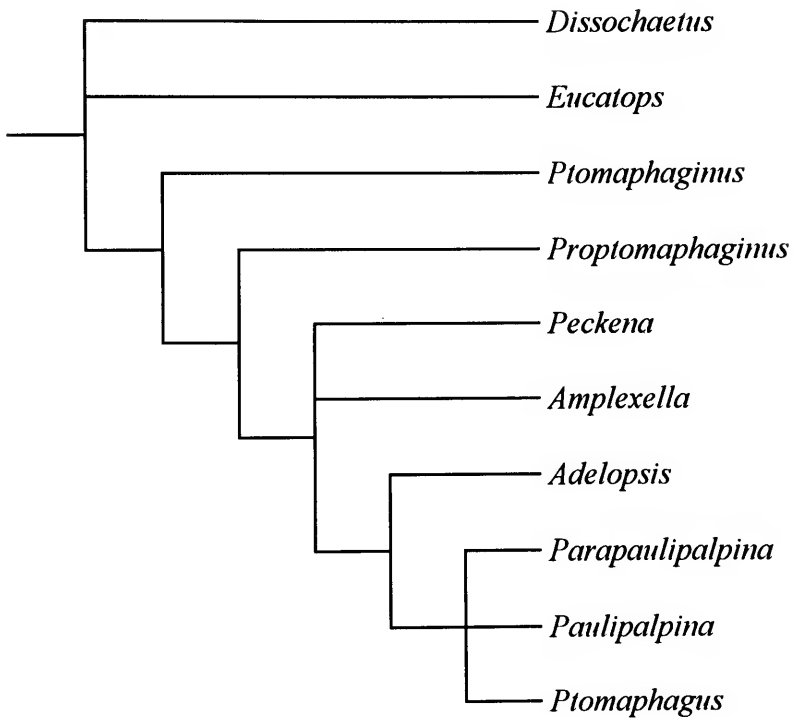 Dissochaetus
Eucatops
Ptomaphaginus
Proptomaphaginus
Peckena
Amplexella
Adelopsis
Parapaulipalpina
Paulipalpina
Ptomaphagus